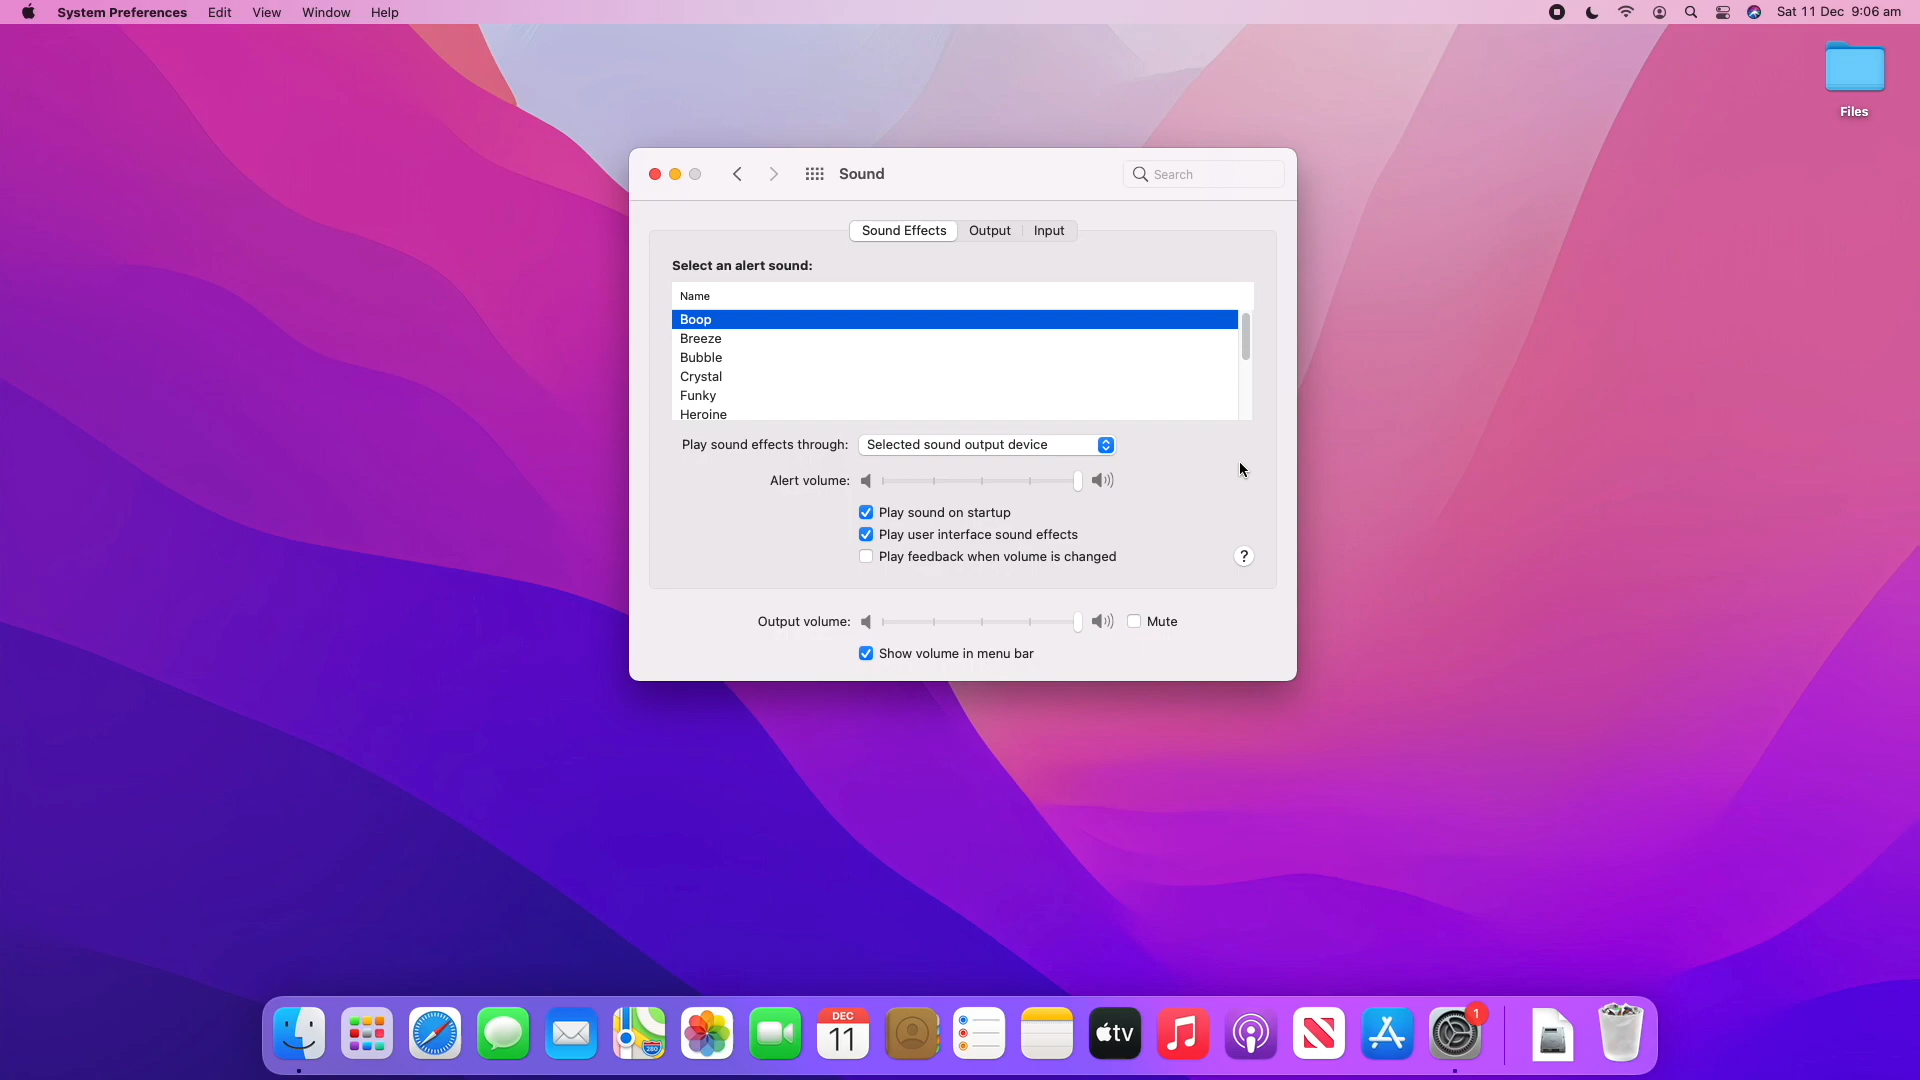 System Preferences Edit View Window Help Sat 11 Dec 9:06 am
Files
Sound Search
Sound Effects Output Input
Select an alert sound:
Name
Boop
Breeze
Bubble
Crystal
Funky
Heroine
Play sound effects through: Selected sound output device
Alert volume:
Play sound on startup
Play user interface sound effects
Play feedback when volume is changed ?
Output volume: Mute
Show volume in menu bar
280
DEC
11
tv
1